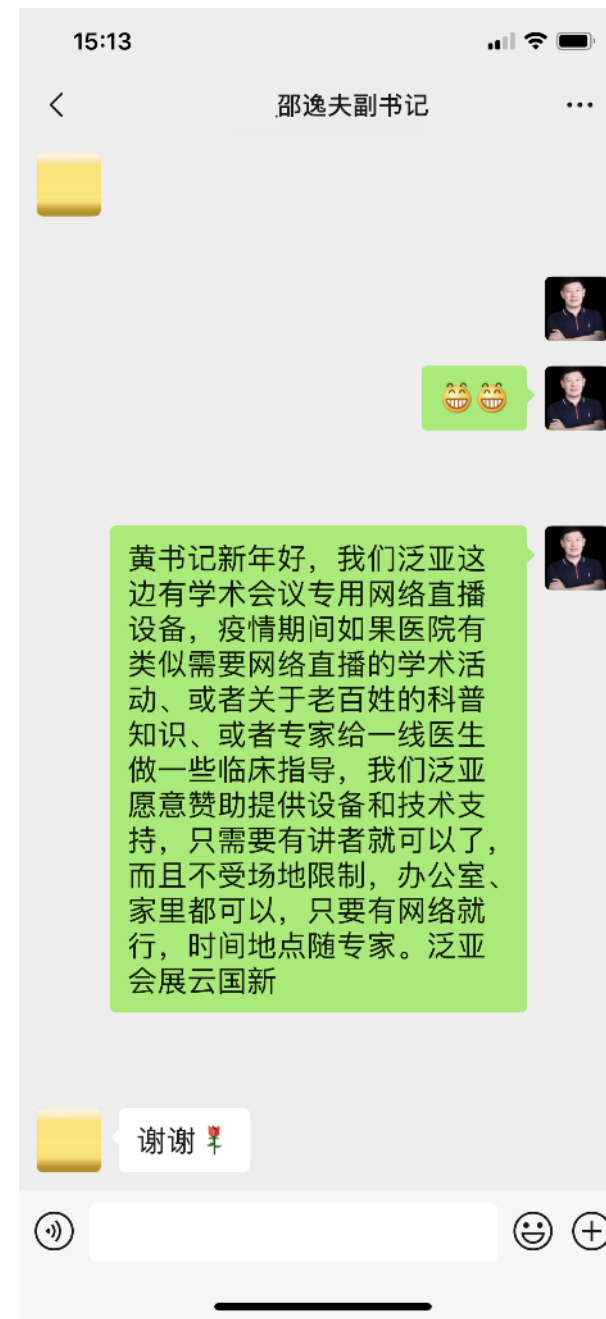 15:13
邵逸夫副书记
😁😁
黄书记新年好，我们泛亚这
边有学术会议专用网络直播
设备，疫情期间如果医院有
类似需要网络直播的学术活
动、或者关于老百姓的科普
知识、或者专家给一线医生
做一些临床指导，我们泛亚
愿意赞助提供设备和技术支
持，只需要有讲者就可以了，
而且不受场地限制，办公室、
家里都可以，只要有网络就
行，时间地点随专家。泛亚
会展云国新
谢谢🌹